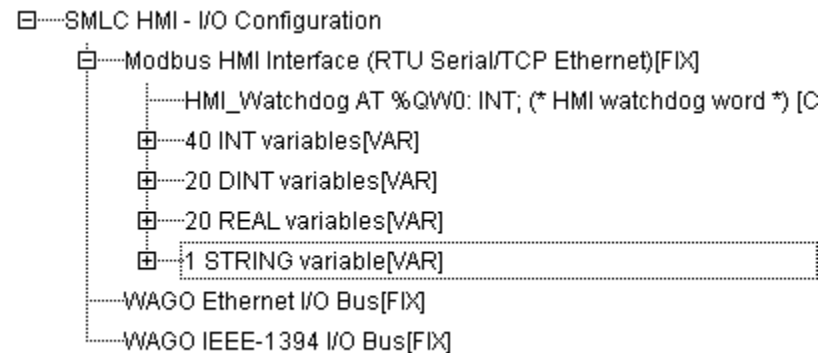 SMLC HMI - I/O Configuration
Modbus HMI Interface (RTU Serial/TCP Ethernet)[FIX]
HMI_Watchdog AT %QW0: INT; (* HMI watchdog word *) [C
40 INT variables[VAR]
20 DINT variables[VAR]
20 REAL variables[VAR]
1 STRING variable[VAR]
WAGO Ethernet I/O Bus[FIX]
WAGO IEEE-1394 I/O Bus[FIX]